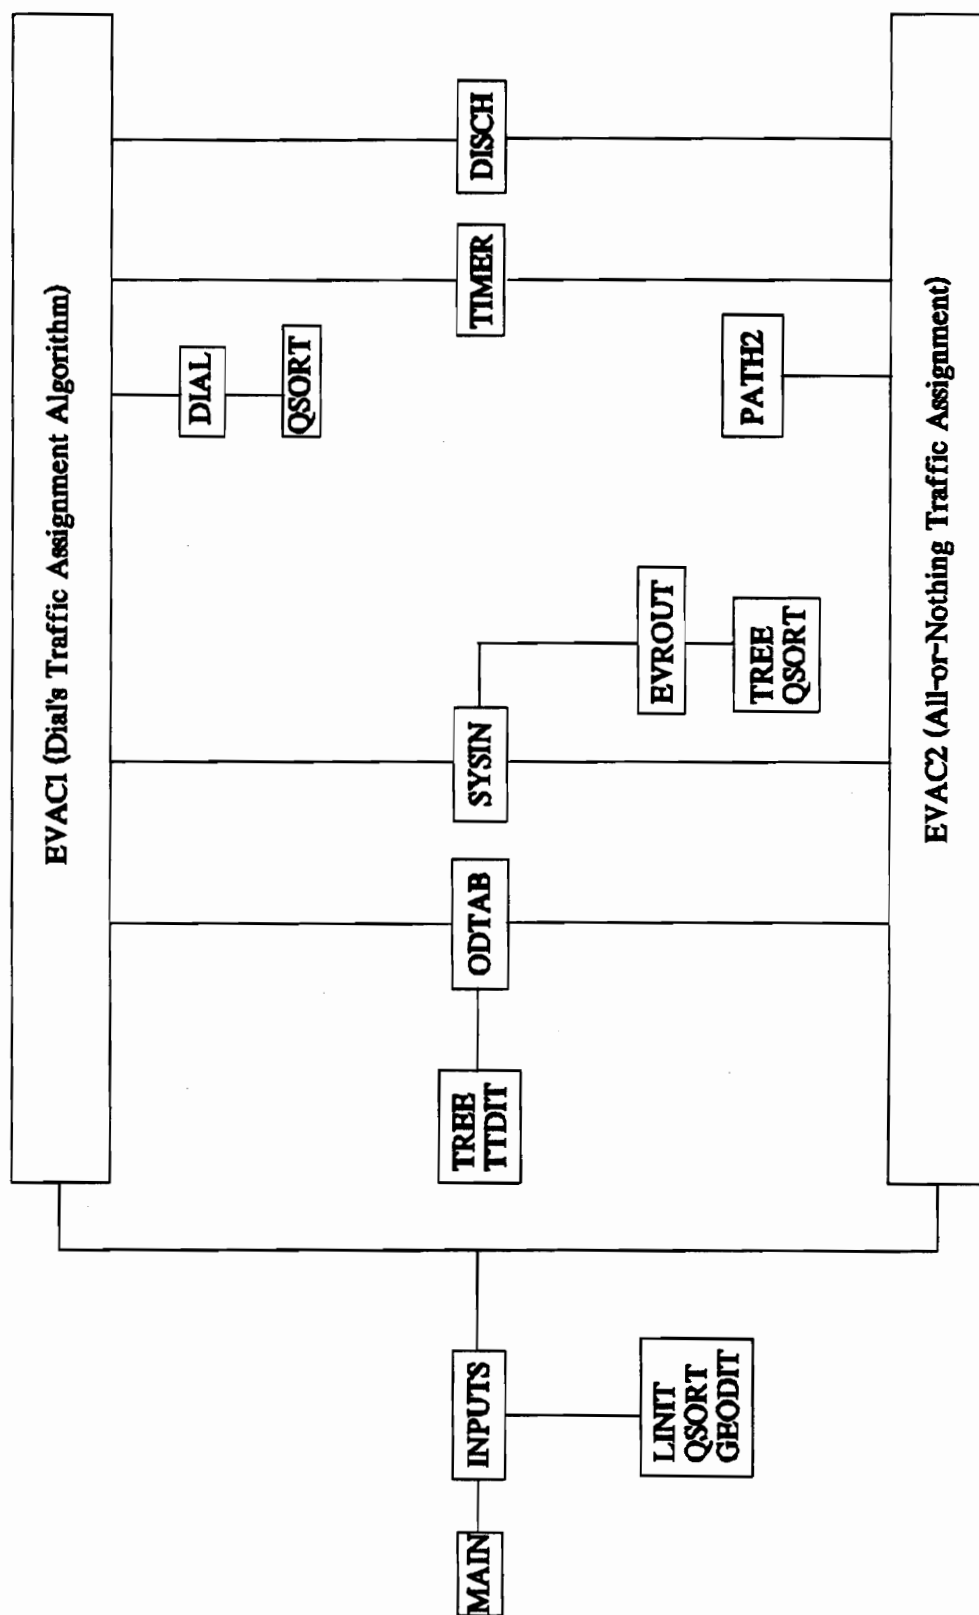 EVAC1 (Dial's Traffic Assignment Algorithm)
MAIN
INPUTS
LINIT
QSORT
GEODIT
TREE
TTDIT
ODTAB
SYSIN
EVROUT
TREE
QSORT
DIAL
QSORT
PATH2
TIMER
DISCH
EVAC2 (All-or-Nothing Traffic Assignment)